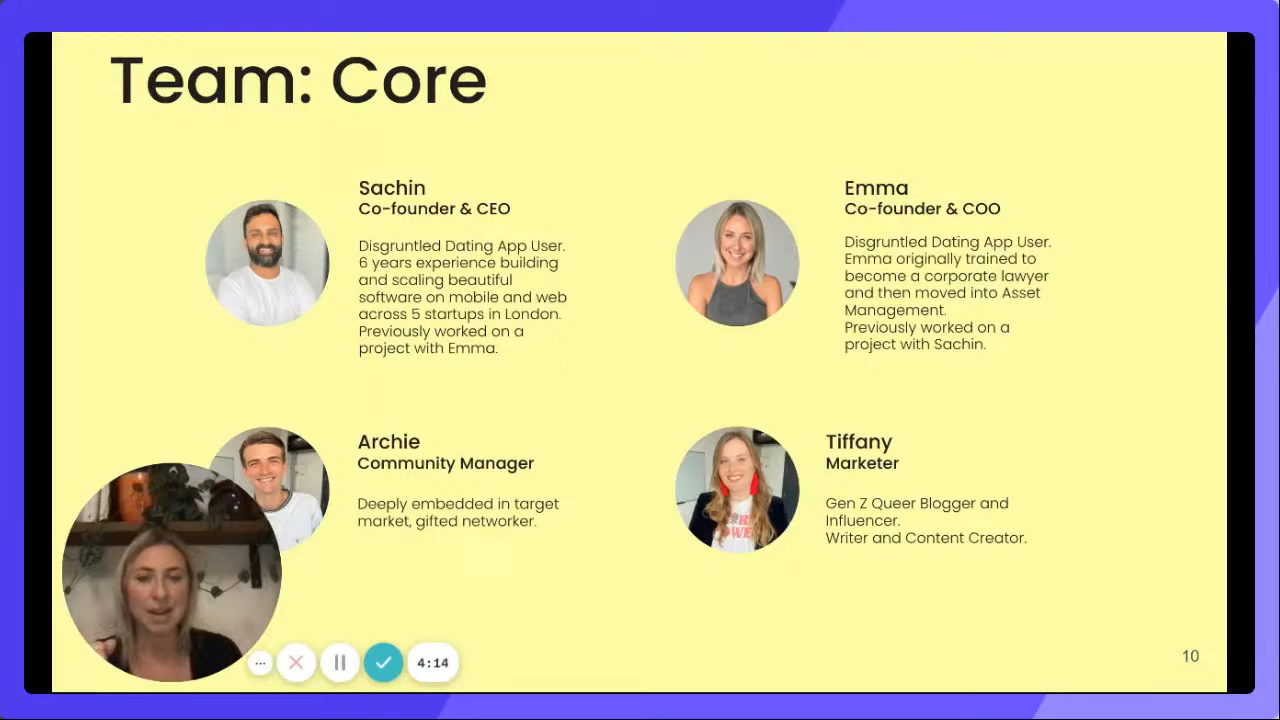 Team: Core
Sachin
Co-founder & CEO
Disgruntled Dating App User.
6 years experience building
and scaling beautiful
software on mobile and web
across 5 startups in London.
Previously worked on a
project with Emma.
Emma
Co-founder & COO
Disgruntled Dating App User.
Emma originally trained to
become a corporate lawyer
and then moved into Asset
Management.
Previously worked on a
project with Sachin.
Archie
Community Manager
Deeply embedded in target
market, gifted networker.
Tiffany
Marketer
Gen Z Queer Blogger and
Influencer.
Writer and Content Creator.
4:14
10